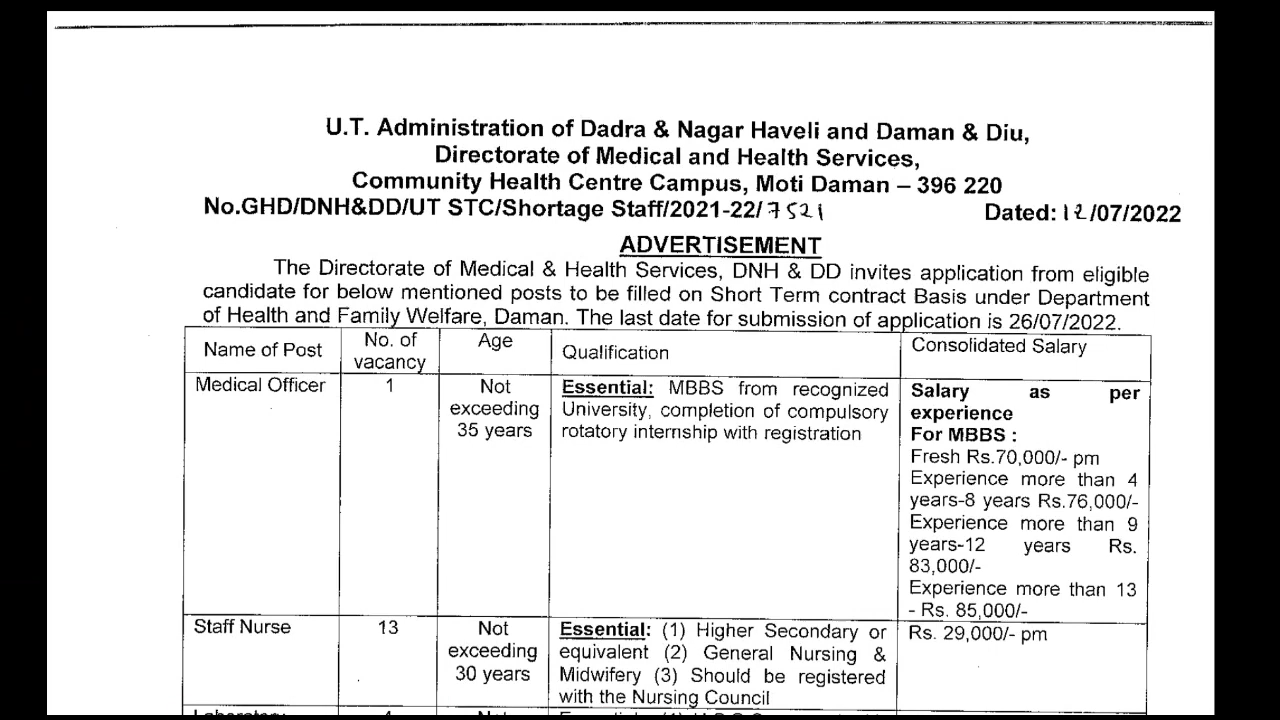 U.T. Administration of Dadra & Nagar Haveli and Daman & Diu,
Directorate of Medical and Health Services,
Community Health Centre Campus, Moti Daman – 396 220
No.GHD/DNH&DD/UT STC/Shortage Staff/2021-22/7521 Dated: 12/07/2022
ADVERTISEMENT
The Directorate of Medical & Health Services, DNH & DD invites application from eligible
candidate for below mentioned posts to be filled on Short Term contract Basis under Department
of Health and Family Welfare, Daman. The last date for submission of application is 26/07/2022.
Name of Post
No. of
vacancy
Age
Qualification
Consolidated Salary
Medical Officer
1
Not
exceeding
35 years
Essential: MBBS from recognized
University, completion of compulsory
rotatory internship with registration
Salary as per
experience
For MBBS :
Fresh Rs.70,000/- pm
Experience more than 4
years-8 years Rs.76,000/-
Experience more than 9
years-12 years Rs.
83,000/-
Experience more than 13
- Rs. 85,000/-
Staff Nurse
13
Not
exceeding
30 years
Essential: (1) Higher Secondary or
equivalent (2) General Nursing &
Midwifery (3) Should be registered
with the Nursing Council
Rs. 29,000/- pm